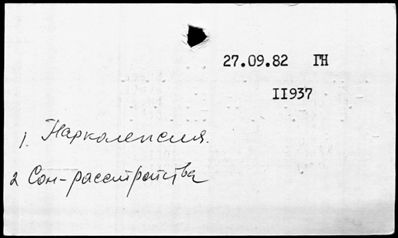 27.09.82 ГН
II937
1. Нарколепсия.
2 Сон-расстройства